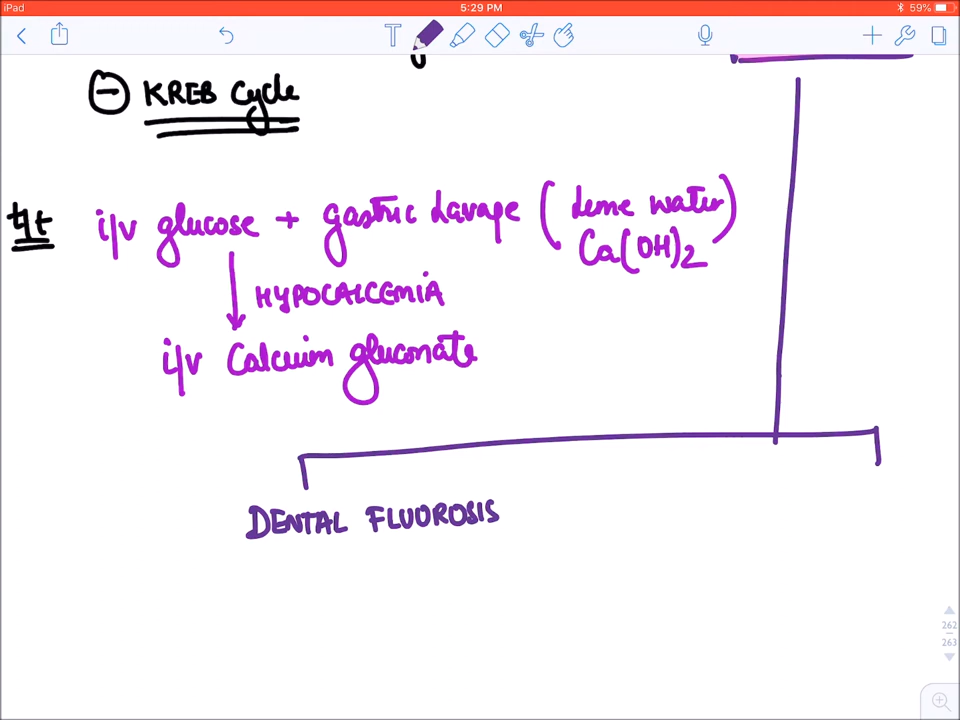 iPad 5:29 PM 59%
T
⊖ KREB Cycle
ttt i/v glucose + gastric lavage ( lime water
Ca(OH)2 )
↓ HYPOCALCEMIA
i/v Calcium gluconate
DENTAL FLUOROSIS
262
263